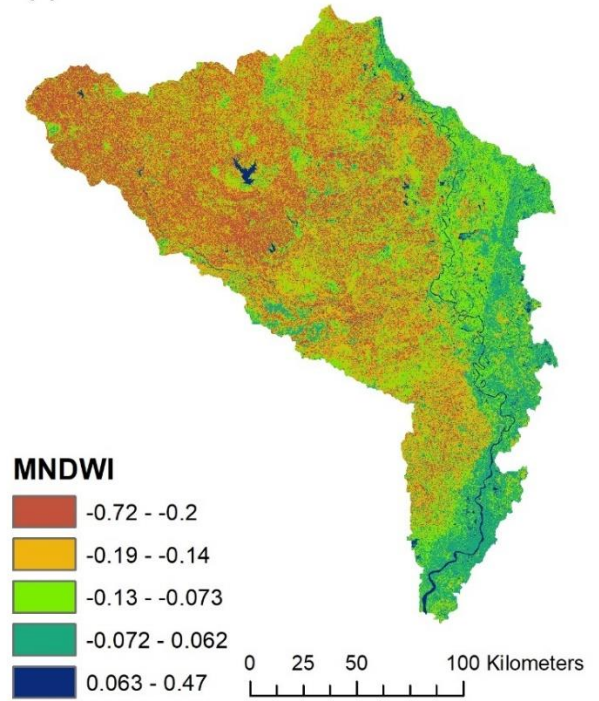 MNDWI
-0.72 - -0.2
-0.19 - -0.14
-0.13 - -0.073
-0.072 - 0.062
0.063 - 0.47
0 25 50 100 Kilometers